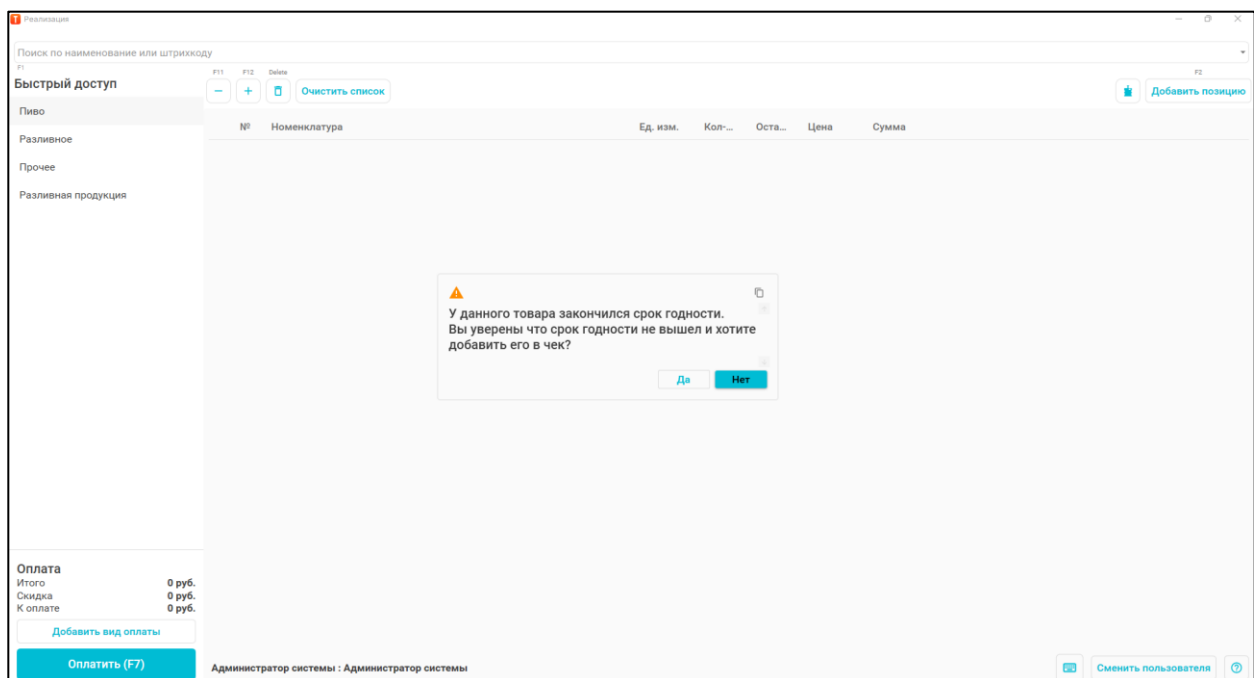 Реализация
Поиск по наименование или штрихкоду
F1
Быстрый доступ
Пиво
Разливное
Прочее
Разливная продукция
F11 F12 Delete
Очистить список
F2
Добавить позицию
№ Номенклатура Ед. изм. Кол-... Оста... Цена Сумма
У данного товара закончился срок годности.
Вы уверены что срок годности не вышел и хотите
добавить его в чек?
Да Нет
Оплата
Итого 0 руб.
Скидка 0 руб.
К оплате 0 руб.
Добавить вид оплаты
Оплатить (F7)
Администратор системы : Администратор системы
Сменить пользователя